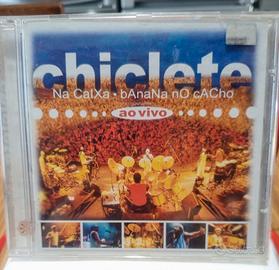 chiclete
Na CaIXa • bAnaNa nO cACho
ao vivo